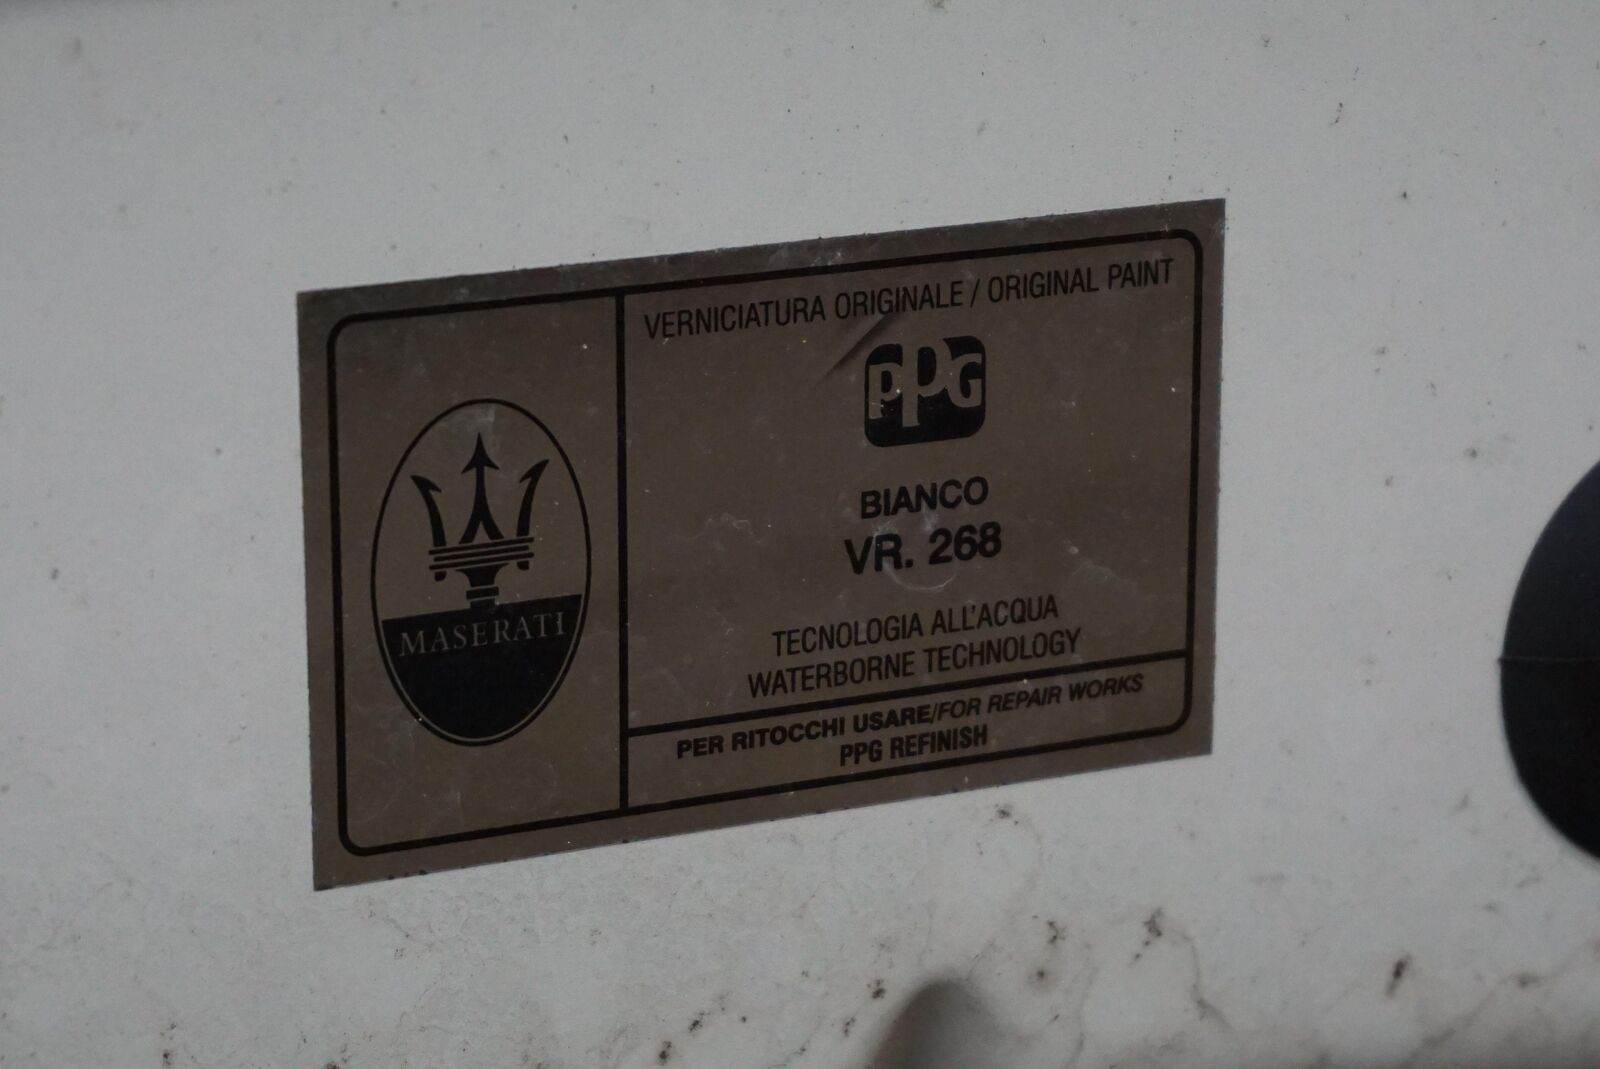 MASERATI
VERNICIATURA ORIGINALE / ORIGINAL PAINT
PPG
BIANCO
VR. 268
TECNOLOGIA ALL'ACQUA
WATERBORNE TECHNOLOGY
PER RITOCCHI USARE/FOR REPAIR WORKS
PPG REFINISH